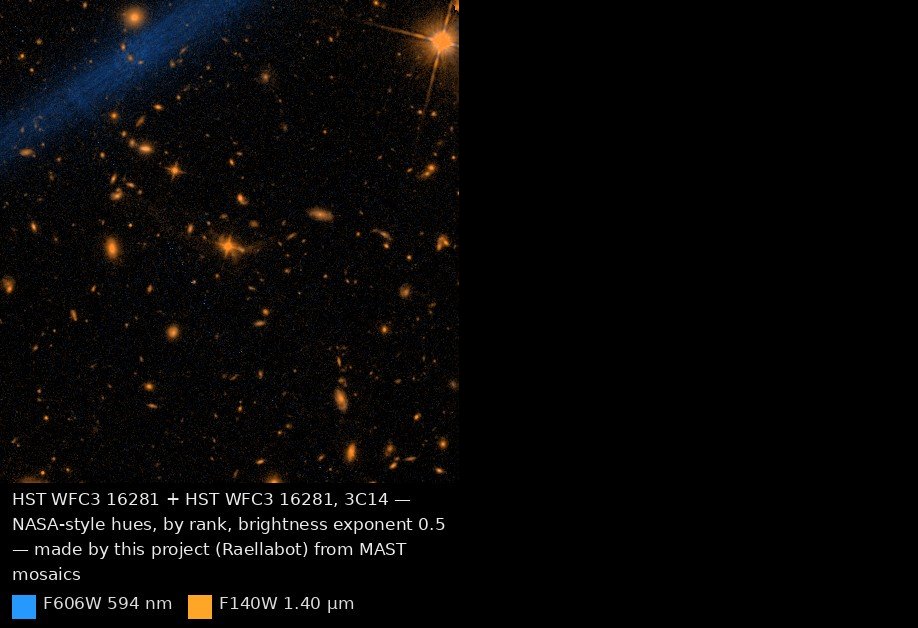 HST WFC3 16281 + HST WFC3 16281, 3C14 —
NASA-style hues, by rank, brightness exponent 0.5
— made by this project (Raellabot) from MAST
mosaics
F606W 594 nm F140W 1.40 µm